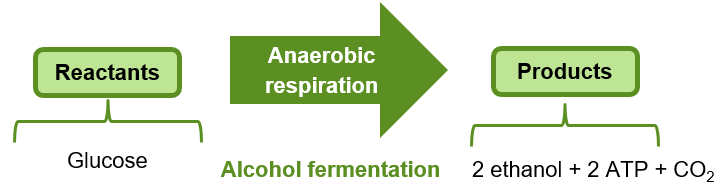 Reactants
Anaerobic
respiration
Products
Glucose
Alcohol fermentation
2 ethanol + 2 ATP + CO₂